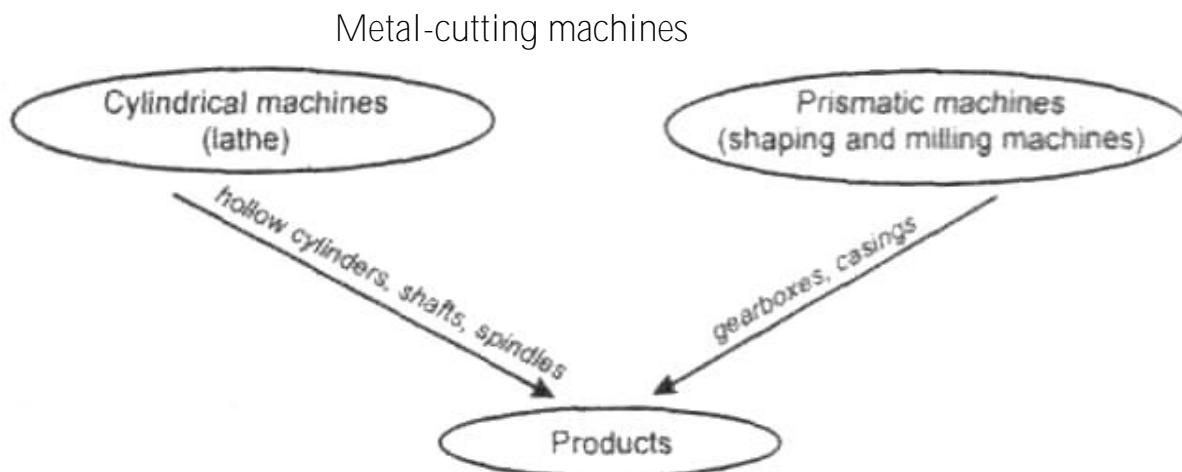 Metal-cutting machines
Cylindrical machines
(lathe)
Prismatic machines
(shaping and milling machines)
hollow cylinders, shafts, spindles
gearboxes, casings
Products